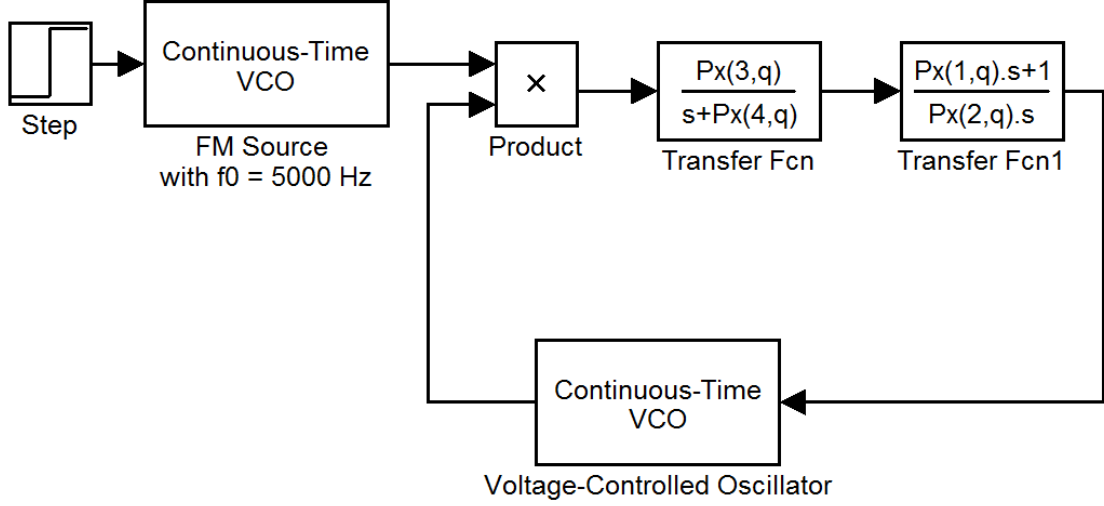 Step
Continuous-Time
VCO
FM Source
with f0 = 5000 Hz
×
Product
Px(3,q)
s+Px(4,q)
Transfer Fcn
Px(1,q).s+1
Px(2,q).s
Transfer Fcn1
Continuous-Time
VCO
Voltage-Controlled Oscillator